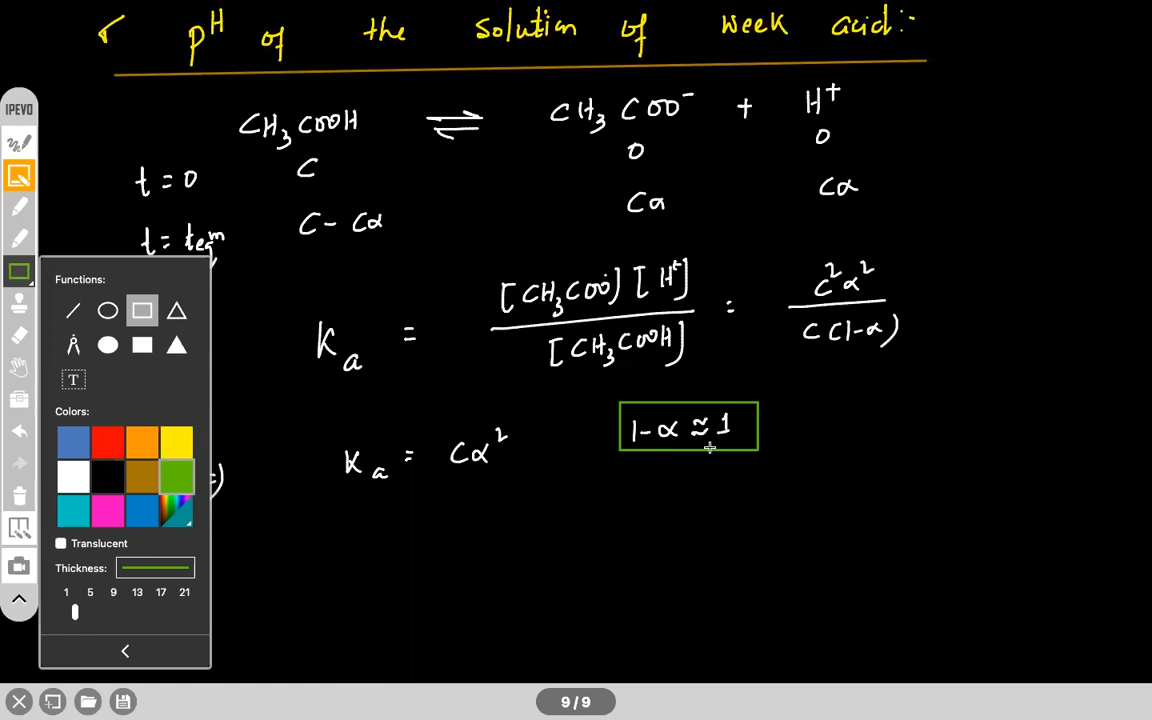 ✓ pH of the solution of week acid:-
CH₃COOH ⇌ CH₃COO⁻ + H⁺
t = 0 C 0 0
t = teqᵐ C - Cα Cα Cα
Kₐ = [CH₃COO⁻][H⁺] / [CH₃COOH] = C²α² / C(1-α)
Kₐ = Cα² 1-α ≈ 1
IPEVO
Functions:
T
Colors:
Translucent
Thickness:
1 5 9 13 17 21
9/9